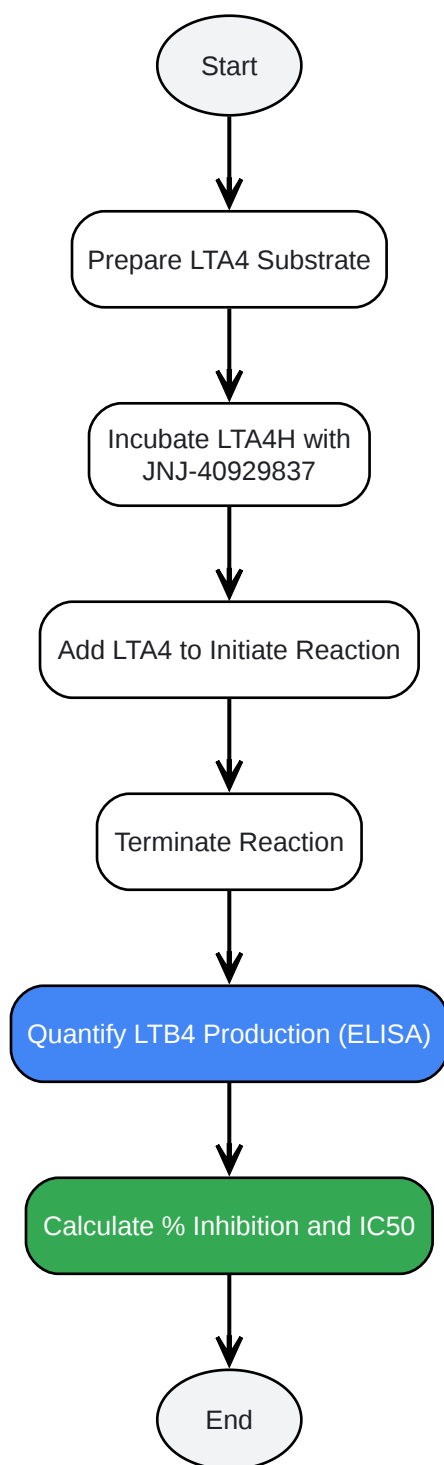 Start
Prepare LTA4 Substrate
Incubate LTA4H with
JNJ-40929837
Add LTA4 to Initiate Reaction
Terminate Reaction
Quantify LTB4 Production (ELISA)
Calculate % Inhibition and IC50
End